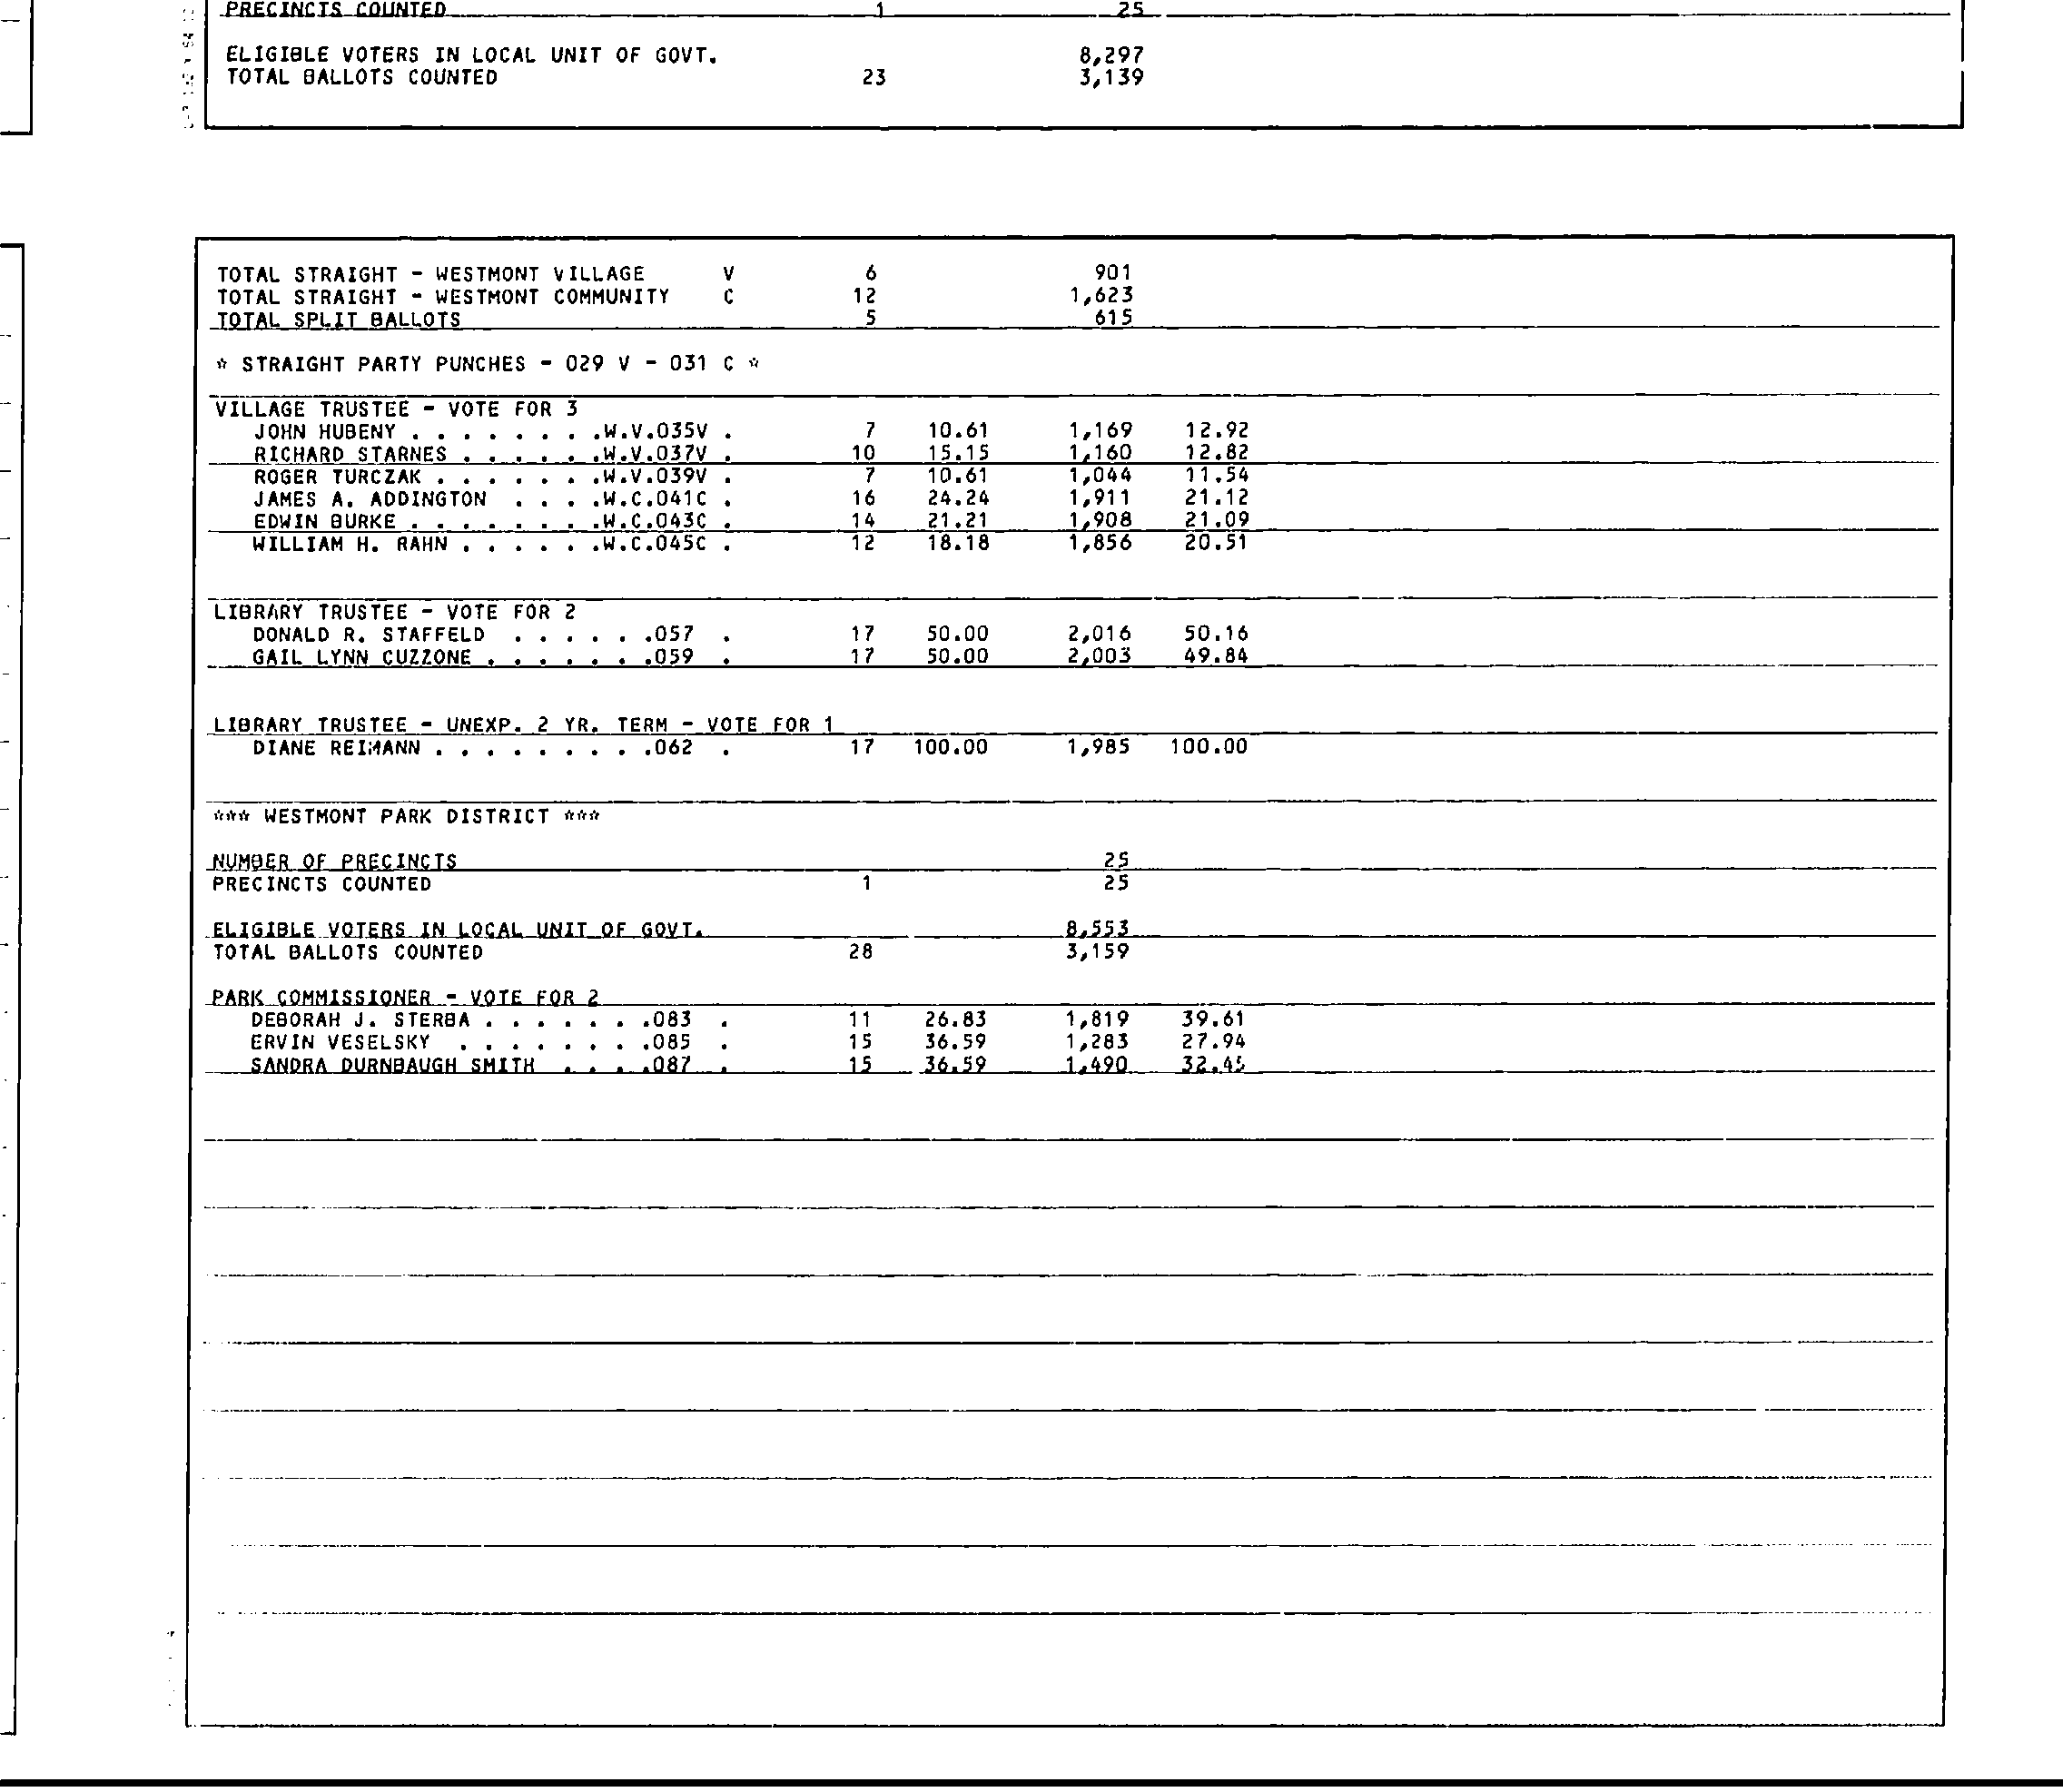 PRECINCTS COUNTED 1 25
ELIGIBLE VOTERS IN LOCAL UNIT OF GOVT. 8,297
TOTAL BALLOTS COUNTED 23 3,139
TOTAL STRAIGHT - WESTMONT VILLAGE V 6 901
TOTAL STRAIGHT - WESTMONT COMMUNITY C 12 1,623
TOTAL SPLIT BALLOTS 5 615
* STRAIGHT PARTY PUNCHES - 029 V - 031 C *
VILLAGE TRUSTEE - VOTE FOR 3
JOHN HUBENY . . . . . . . .W.V.035V . 7 10.61 1,169 12.92
RICHARD STARNES . . . . . .W.V.037V . 10 15.15 1,160 12.82
ROGER TURCZAK . . . . . . .W.V.039V . 7 10.61 1,044 11.54
JAMES A. ADDINGTON . . . .W.C.041C . 16 24.24 1,911 21.12
EDWIN BURKE . . . . . . . .W.C.043C . 14 21.21 1,908 21.09
WILLIAM H. RAHN . . . . . .W.C.045C . 12 18.18 1,856 20.51
LIBRARY TRUSTEE - VOTE FOR 2
DONALD R. STAFFELD . . . . . .057 . 17 50.00 2,016 50.16
GAIL LYNN CUZZONE . . . . . . .059 . 17 50.00 2,003 49.84
LIBRARY TRUSTEE - UNEXP. 2 YR. TERM - VOTE FOR 1
DIANE REIMANN . . . . . . . . .062 . 17 100.00 1,985 100.00
*** WESTMONT PARK DISTRICT ***
NUMBER OF PRECINCTS 25
PRECINCTS COUNTED 1 25
ELIGIBLE VOTERS IN LOCAL UNIT OF GOVT. 8,553
TOTAL BALLOTS COUNTED 28 3,159
PARK COMMISSIONER - VOTE FOR 2
DEBORAH J. STERBA . . . . . . .083 . 11 26.83 1,819 39.61
ERVIN VESELSKY . . . . . . . .085 . 15 36.59 1,283 27.94
SANDRA DURNBAUGH SMITH . . . .087 . 15 36.59 1,490 32.45